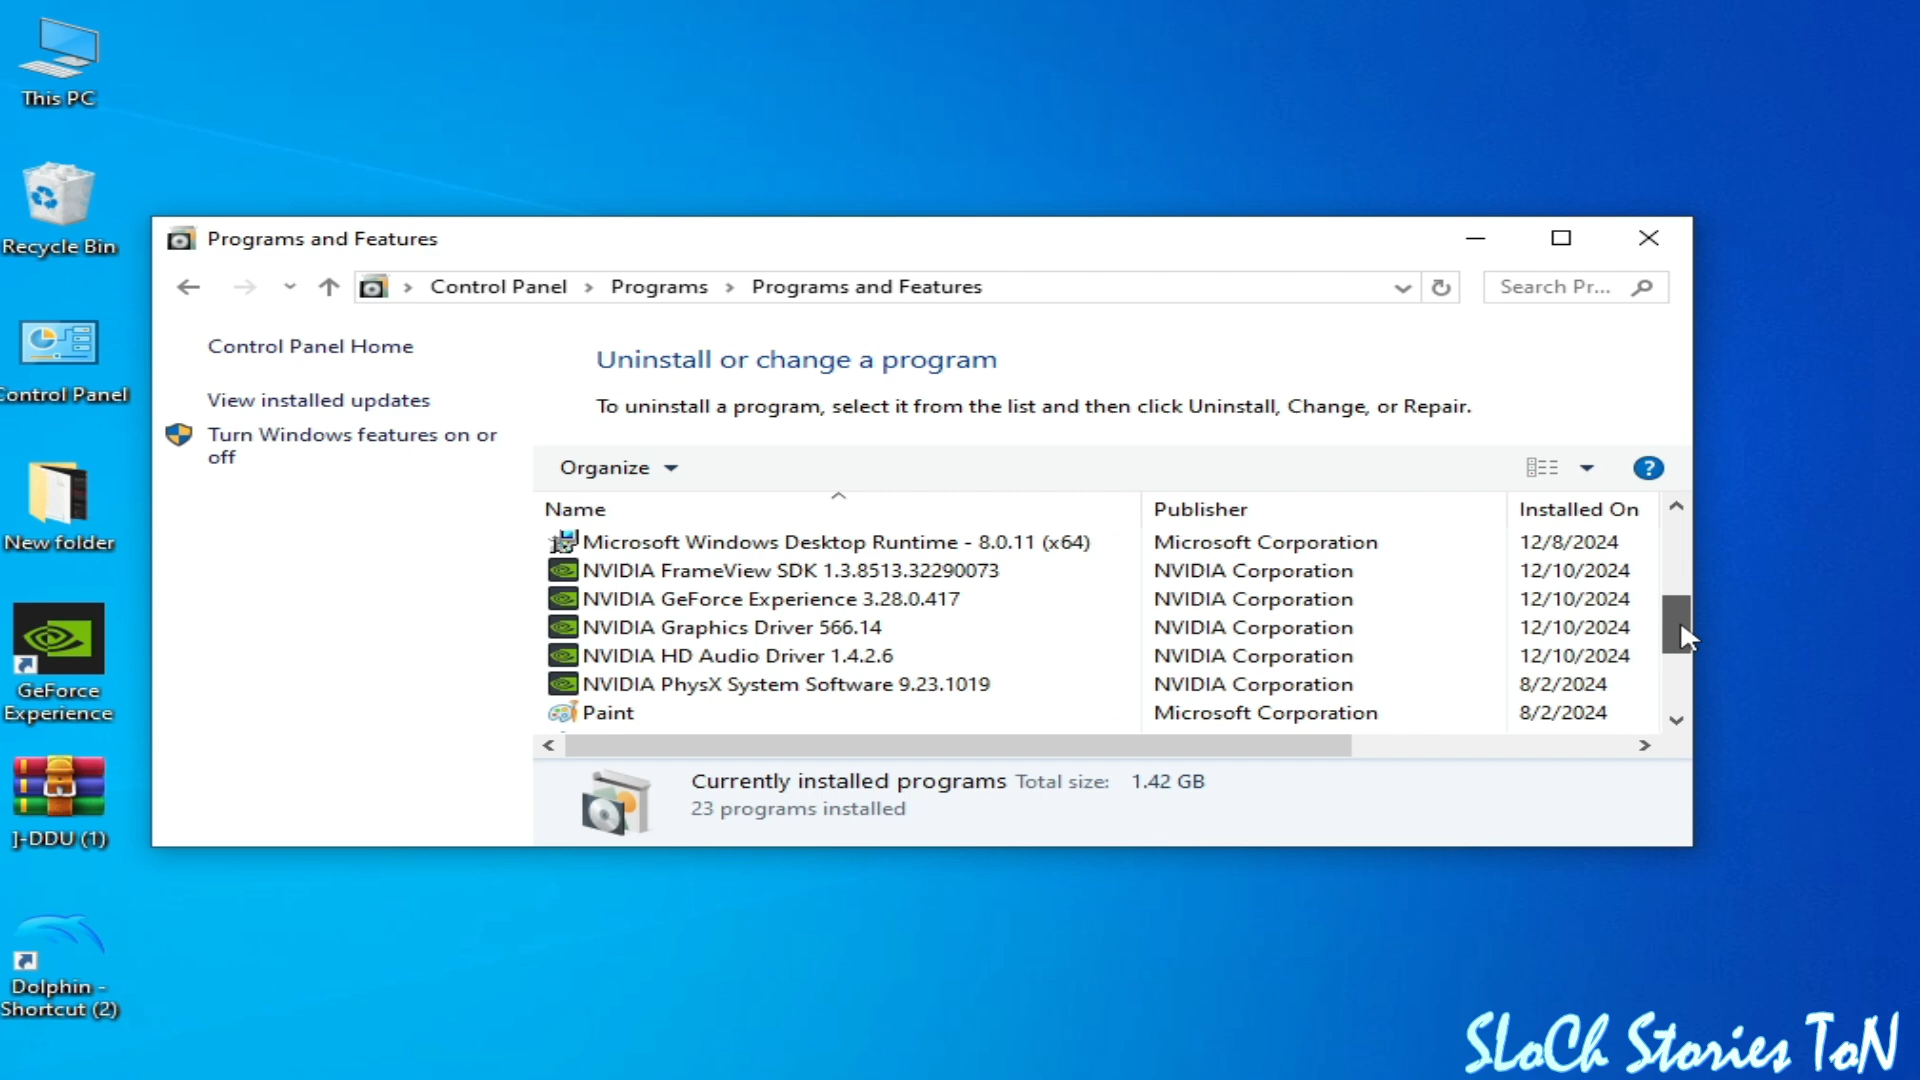 This PC
Recycle Bin
Control Panel
New folder
GeForce
Experience
]-DDU (1)
Dolphin -
Shortcut (2)
Programs and Features
Control Panel > Programs > Programs and Features
Search Pr...
Control Panel Home
View installed updates
Turn Windows features on or
off
Uninstall or change a program
To uninstall a program, select it from the list and then click Uninstall, Change, or Repair.
Organize
Name Publisher Installed On
Microsoft Windows Desktop Runtime - 8.0.11 (x64) Microsoft Corporation 12/8/2024
NVIDIA FrameView SDK 1.3.8513.32290073 NVIDIA Corporation 12/10/2024
NVIDIA GeForce Experience 3.28.0.417 NVIDIA Corporation 12/10/2024
NVIDIA Graphics Driver 566.14 NVIDIA Corporation 12/10/2024
NVIDIA HD Audio Driver 1.4.2.6 NVIDIA Corporation 12/10/2024
NVIDIA PhysX System Software 9.23.1019 NVIDIA Corporation 8/2/2024
Paint Microsoft Corporation 8/2/2024
Currently installed programs Total size: 1.42 GB
23 programs installed
SLoCh Stories ToN